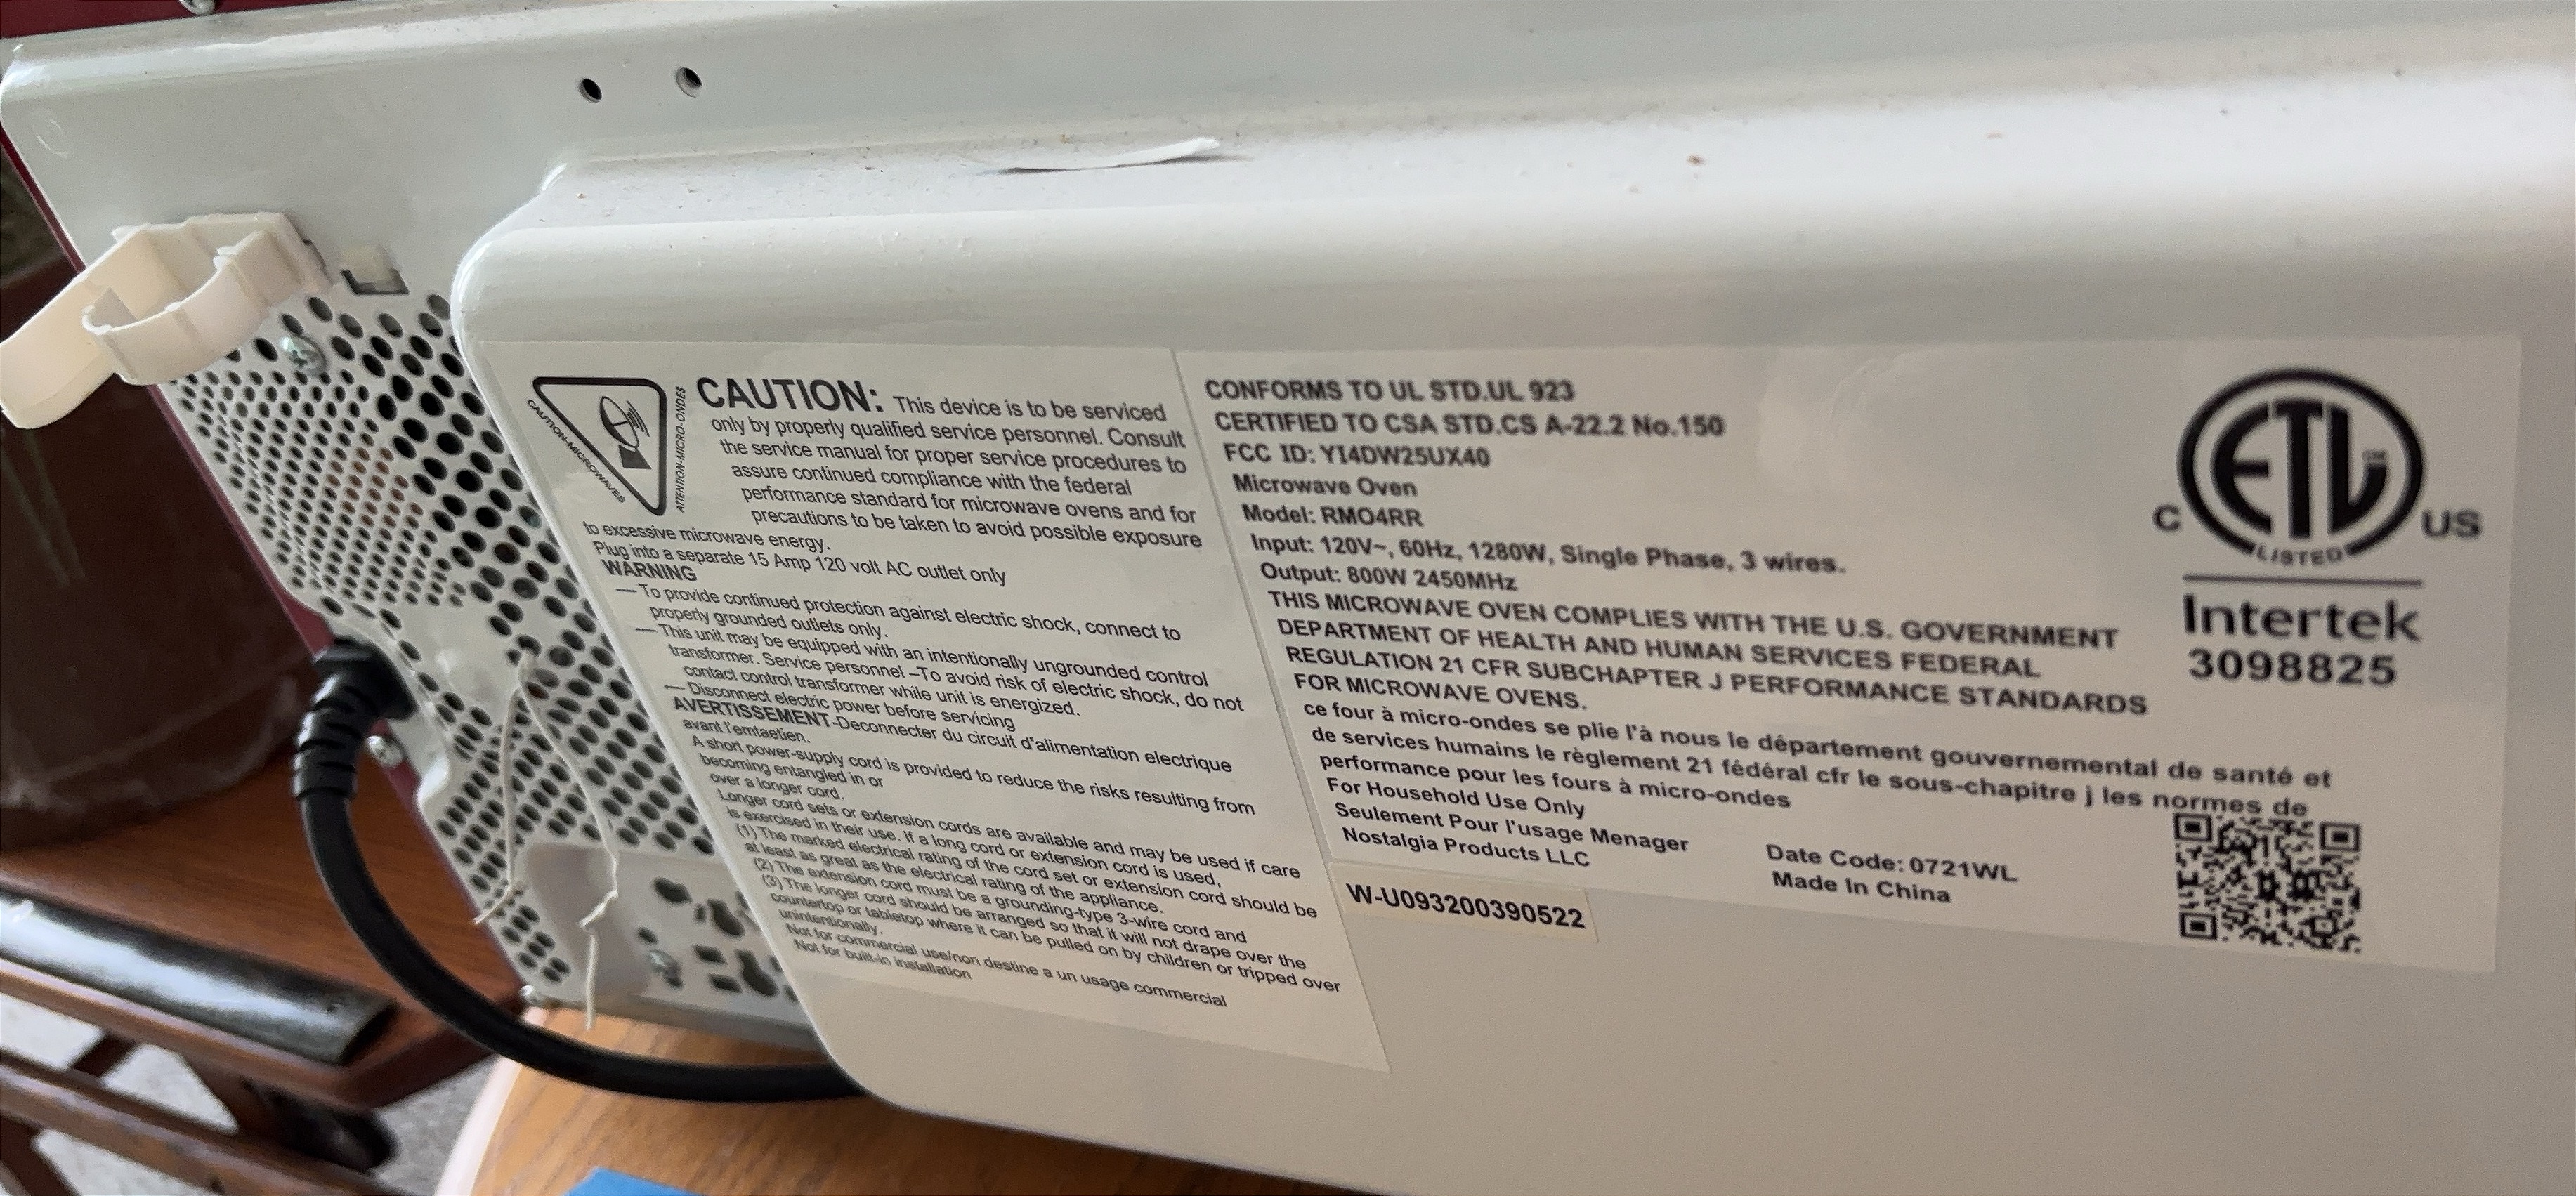 CAUTION-MICROWAVES
ATTENTION-MICRO-ONDES
CAUTION: This device is to be serviced
only by properly qualified service personnel. Consult
the service manual for proper service procedures to
assure continued compliance with the federal
performance standard for microwave ovens and for
precautions to be taken to avoid possible exposure
to excessive microwave energy.
Plug into a separate 15 Amp 120 volt AC outlet only
WARNING
— To provide continued protection against electric shock, connect to
properly grounded outlets only.
— This unit may be equipped with an intentionally ungrounded control
transformer. Service personnel –To avoid risk of electric shock, do not
contact control transformer while unit is energized.
— Disconnect electric power before servicing
AVERTISSEMENT-Deconnecter du circuit d'alimentation electrique
avant l'emtaetien.
A short power-supply cord is provided to reduce the risks resulting from
becoming entangled in or
over a longer cord.
Longer cord sets or extension cords are available and may be used if care
is exercised in their use. If a long cord or extension cord is used,
(1) The marked electrical rating of the cord set or extension cord should be
at least as great as the electrical rating of the appliance.
(2) The extension cord must be a grounding-type 3-wire cord and
(3) The longer cord should be arranged so that it will not drape over the
countertop or tabletop where it can be pulled on by children or tripped over
unintentionally.
Not for commercial use/non destine a un usage commercial
Not for built-in installation
CONFORMS TO UL STD.UL 923
CERTIFIED TO CSA STD.CS A-22.2 No.150
FCC ID: YI4DW25UX40
Microwave Oven
Model: RMO4RR
Input: 120V~, 60Hz, 1280W, Single Phase, 3 wires.
Output: 800W 2450MHz
THIS MICROWAVE OVEN COMPLIES WITH THE U.S. GOVERNMENT
DEPARTMENT OF HEALTH AND HUMAN SERVICES FEDERAL
REGULATION 21 CFR SUBCHAPTER J PERFORMANCE STANDARDS
FOR MICROWAVE OVENS.
ce four à micro-ondes se plie l'à nous le département gouvernemental de santé et
de services humains le règlement 21 fédéral cfr le sous-chapitre j les normes de
performance pour les fours à micro-ondes
For Household Use Only
Seulement Pour l'usage Menager
Nostalgia Products LLC
Date Code: 0721WL
Made In China
W-U093200390522
C ETL US
LISTED
Intertek
3098825